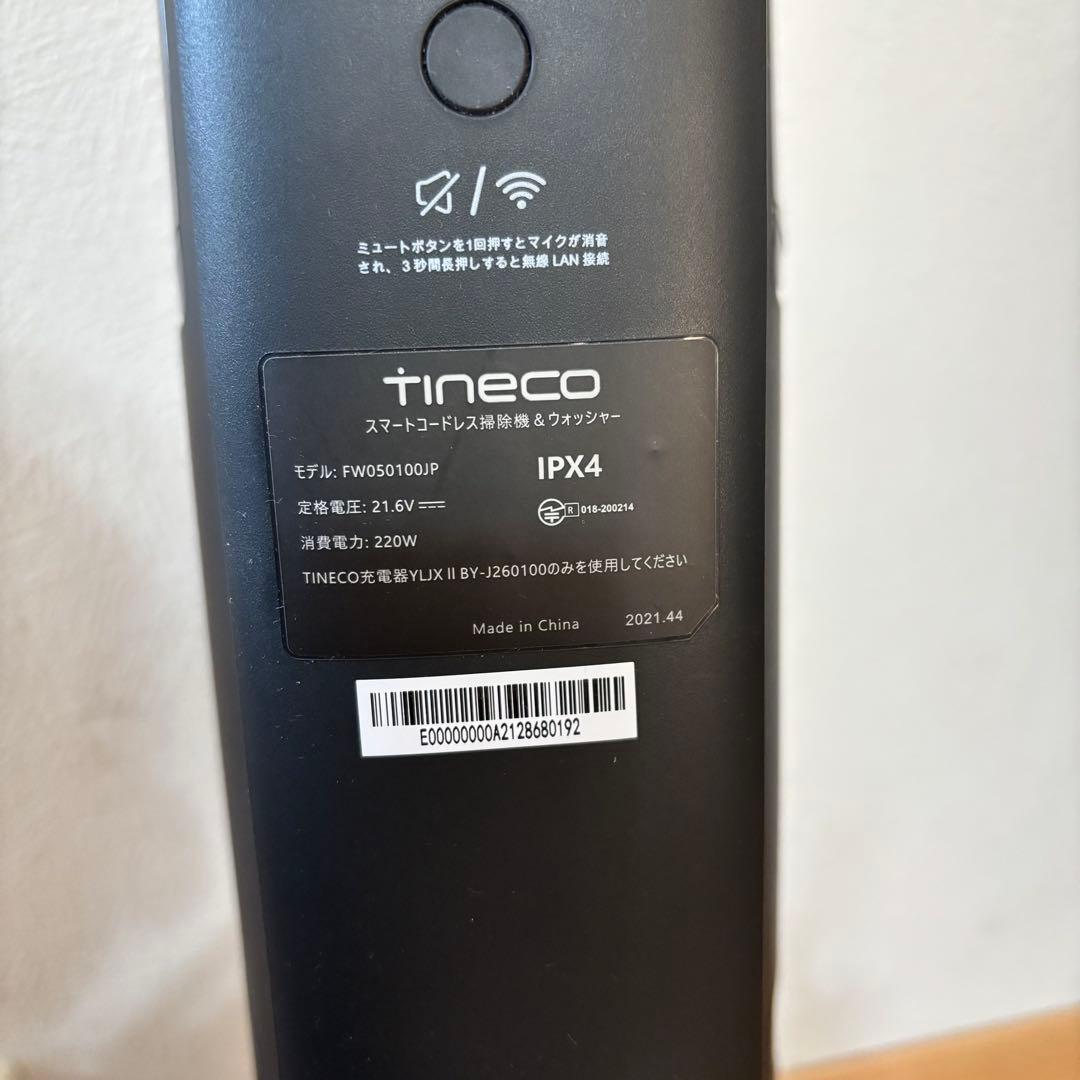 ミュートボタンを1回押すとマイクが消音
され、3秒間長押しすると無線 LAN 接続
TINECO
スマートコードレス掃除機&ウォッシャー
モデル: FW050100JP
IPX4
定格電圧: 21.6V
R 018-200214
消費電力: 220W
TINECO充電器YLJX II BY-J260100のみを使用してください
Made in China
2021.44
E00000000A2128680192